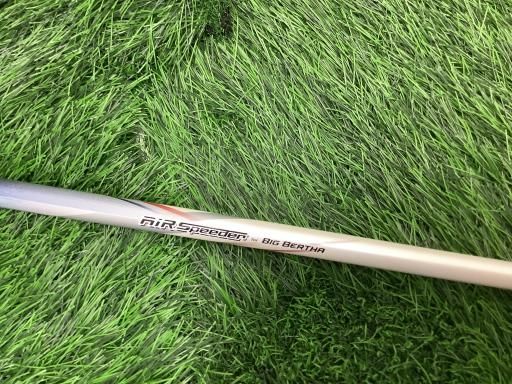 AiR Speeder for BIG BERTHA